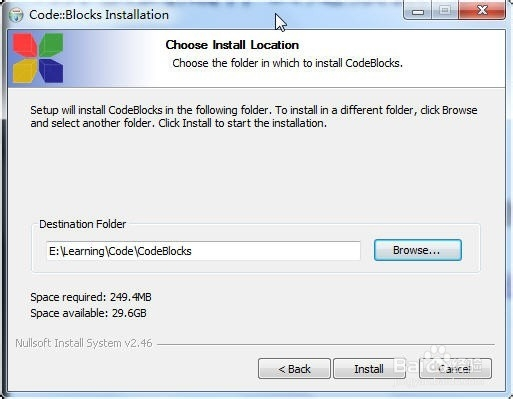 Code::Blocks Installation
Choose Install Location
Choose the folder in which to install CodeBlocks.
Setup will install CodeBlocks in the following folder. To install in a different folder, click Browse
and select another folder. Click Install to start the installation.
Destination Folder
E:\Learning\Code\CodeBlocks
Browse...
Space required: 249.4MB
Space available: 29.6GB
Nullsoft Install System v2.46
< Back
Install
Cancel